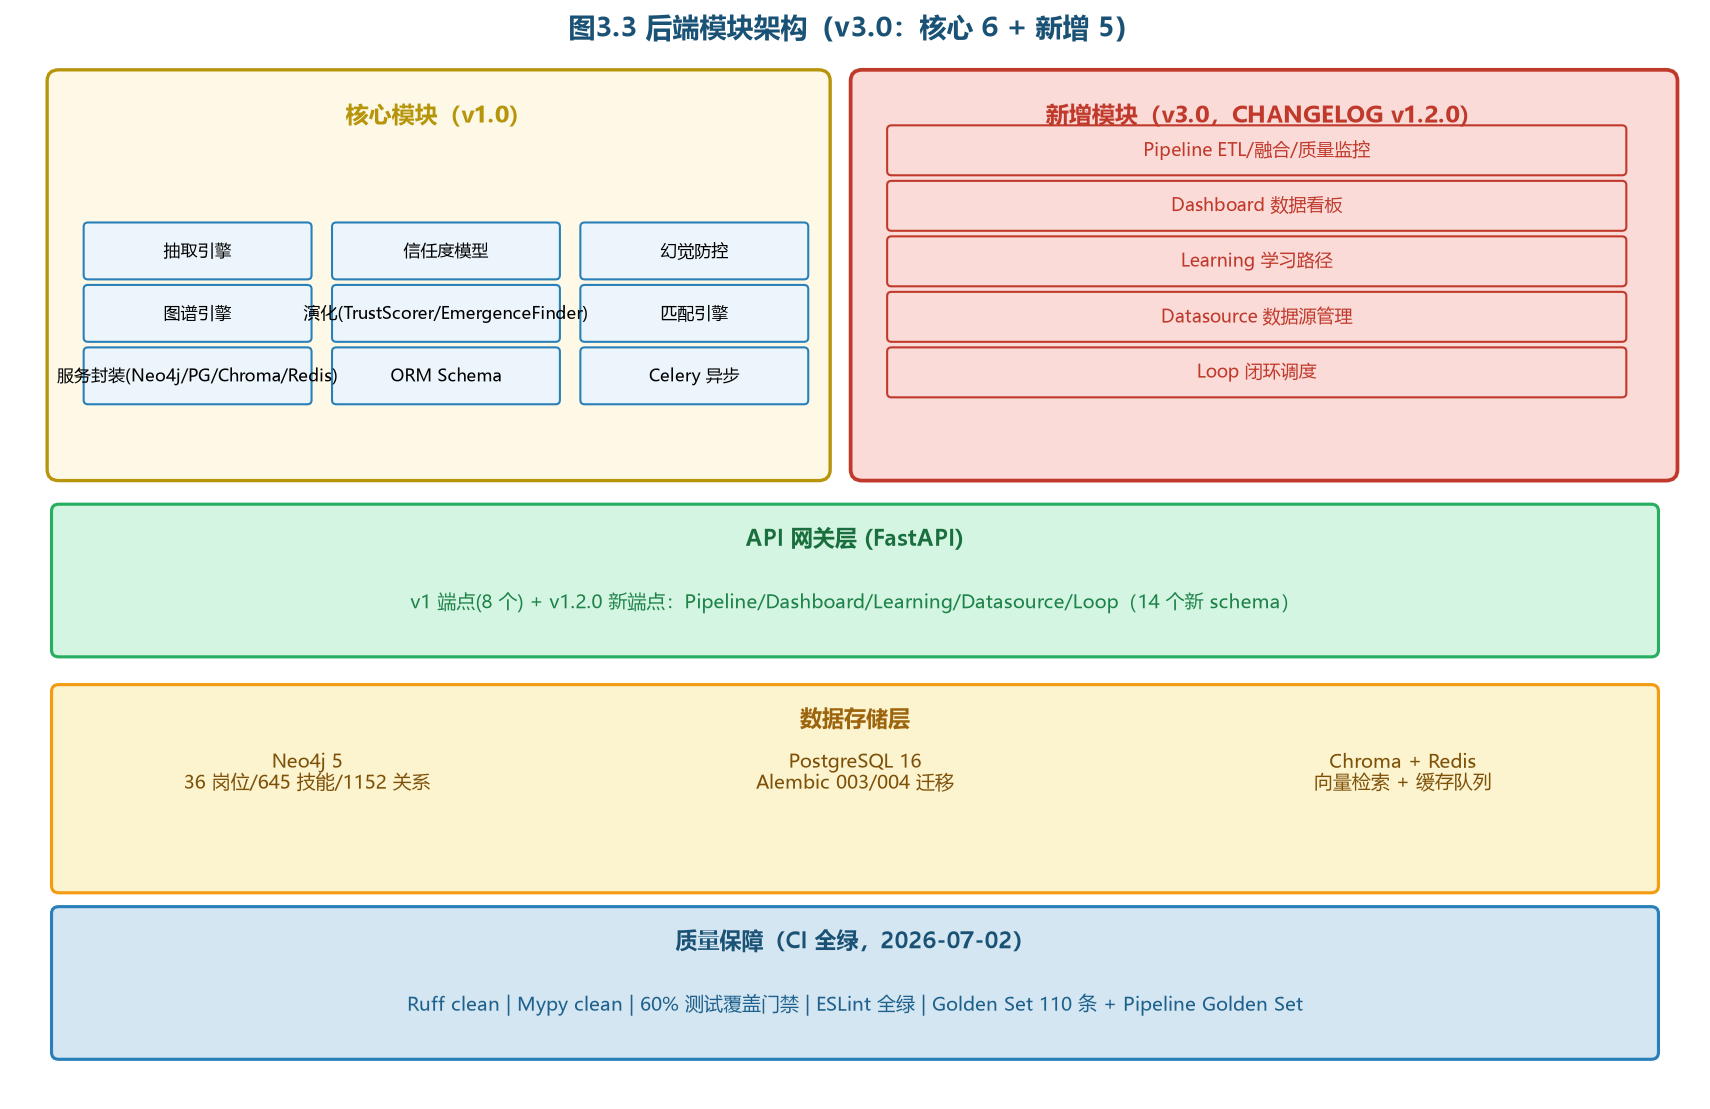 图3.3 后端模块架构（v3.0：核心 6 + 新增 5）
核心模块（v1.0）
抽取引擎
信任度模型
幻觉防控
图谱引擎
演化(TrustScorer/EmergenceFinder)
匹配引擎
服务封装(Neo4j/PG/Chroma/Redis)
ORM Schema
Celery 异步
新增模块（v3.0，CHANGELOG v1.2.0）
Pipeline ETL/融合/质量监控
Dashboard 数据看板
Learning 学习路径
Datasource 数据源管理
Loop 闭环调度
API 网关层 (FastAPI)
v1 端点(8 个) + v1.2.0 新端点：Pipeline/Dashboard/Learning/Datasource/Loop（14 个新 schema）
数据存储层
Neo4j 5
36 岗位/645 技能/1152 关系
PostgreSQL 16
Alembic 003/004 迁移
Chroma + Redis
向量检索 + 缓存队列
质量保障（CI 全绿，2026-07-02）
Ruff clean | Mypy clean | 60% 测试覆盖门禁 | ESLint 全绿 | Golden Set 110 条 + Pipeline Golden Set